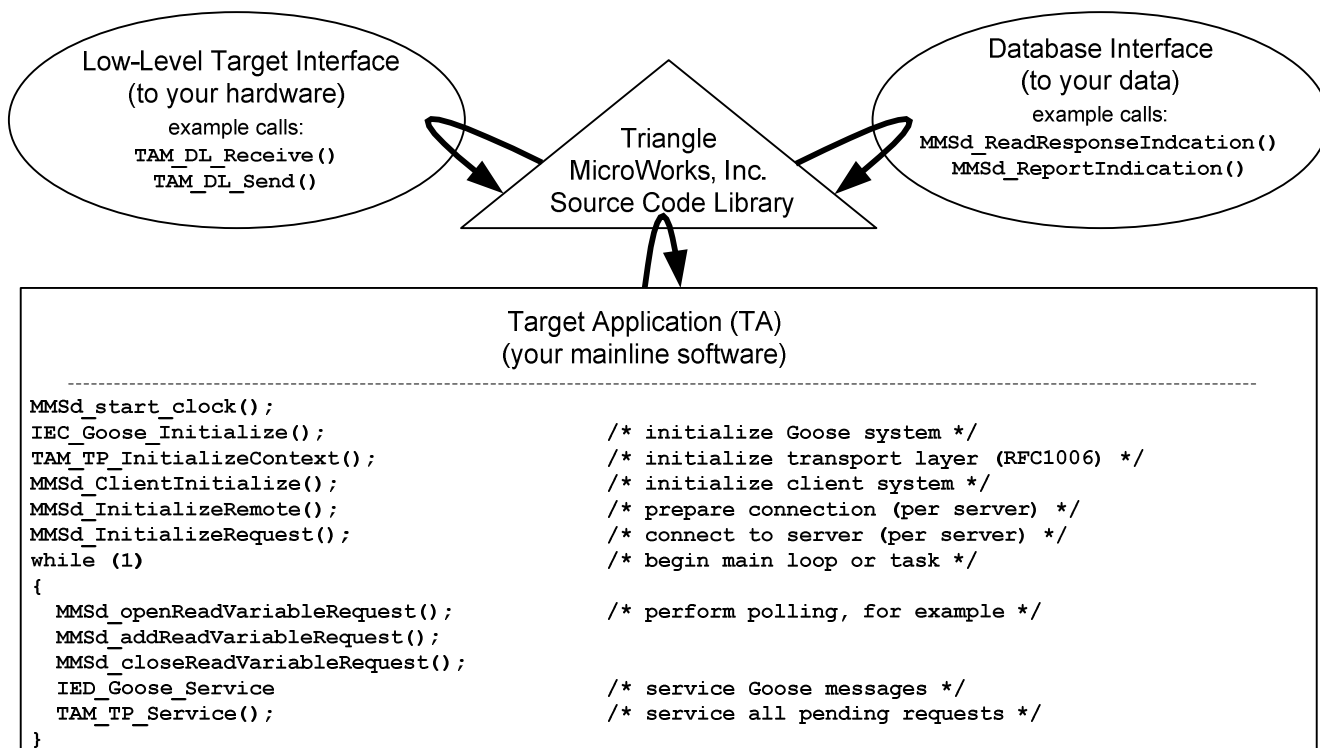 Low-Level Target Interface
(to your hardware)
example calls:
TAM_DL_Receive()
TAM_DL_Send()
Triangle
MicroWorks, Inc.
Source Code Library
Database Interface
(to your data)
example calls:
MMSd_ReadResponseIndcation()
MMSd_ReportIndication()
Target Application (TA)
(your mainline software)
MMSd_start_clock();
IEC_Goose_Initialize(); /* initialize Goose system */
TAM_TP_InitializeContext(); /* initialize transport layer (RFC1006) */
MMSd_ClientInitialize(); /* initialize client system */
MMSd_InitializeRemote(); /* prepare connection (per server) */
MMSd_InitializeRequest(); /* connect to server (per server) */
while (1) /* begin main loop or task */
{
MMSd_openReadVariableRequest(); /* perform polling, for example */
MMSd_addReadVariableRequest();
MMSd_closeReadVariableRequest();
IED_Goose_Service /* service Goose messages */
TAM_TP_Service(); /* service all pending requests */
}